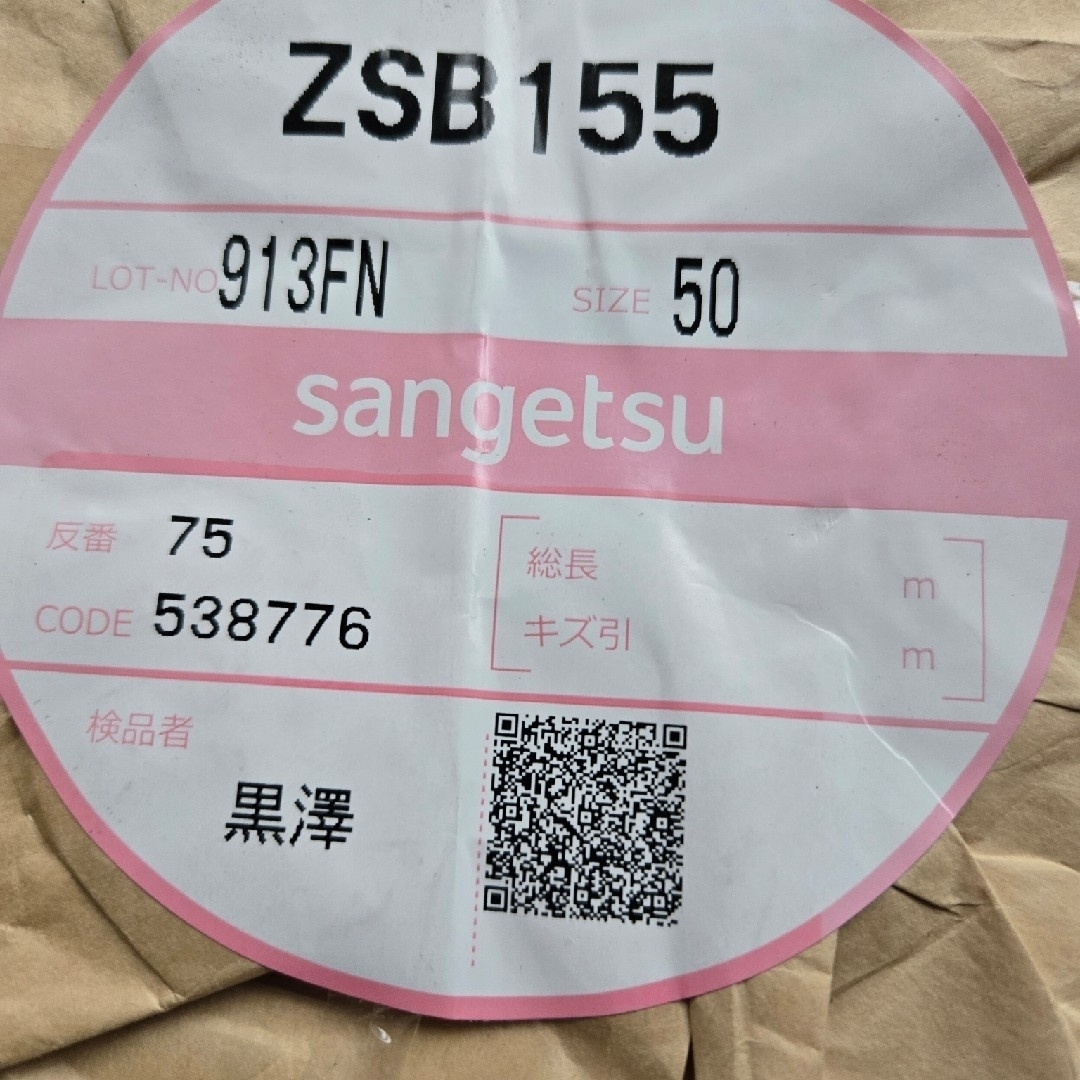 ZSB155
LOT-NO 913FN SIZE 50
sangetsu
反番 75
CODE 538776
総長 m
キズ引 m
検品者
黒澤